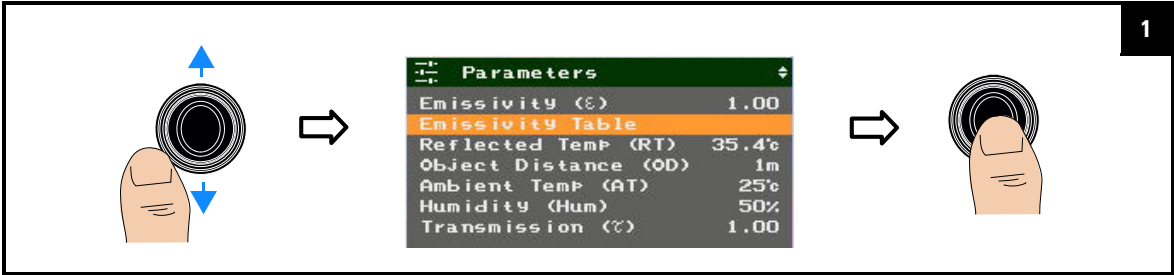 1
Parameters
Emissivity (ε) 1.00
Emissivity Table
Reflected Temp (RT) 35.4℃
Object Distance (OD) 1m
Ambient Temp (AT) 25℃
Humidity (Hum) 50%
Transmission (τ) 1.00